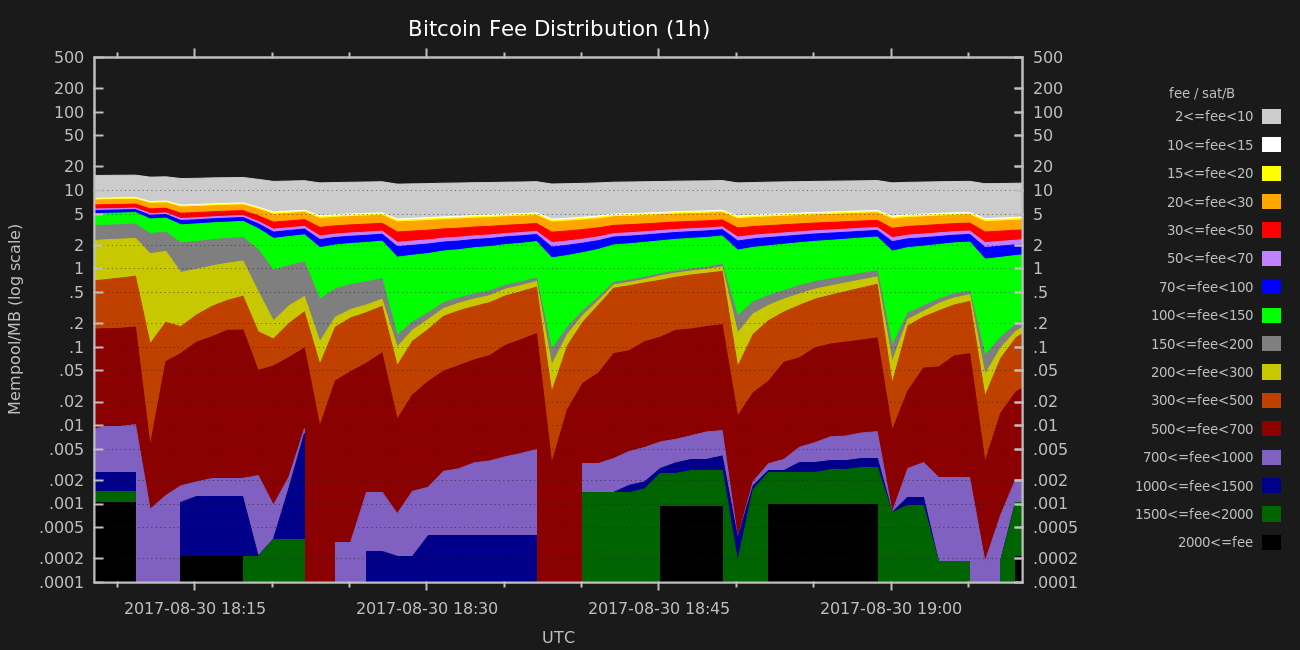 Bitcoin Fee Distribution (1h)
Mempool/MB (log scale)
500
200
100
50
20
10
5
2
1
.5
.2
.1
.05
.02
.01
.005
.002
.001
.0005
.0002
.0001
500
200
100
50
20
10
5
2
1
.5
.2
.1
.05
.02
.01
.005
.002
.001
.0005
.0002
.0001
2017-08-30 18:15
2017-08-30 18:30
2017-08-30 18:45
2017-08-30 19:00
UTC
fee / sat/B
2<=fee<10
10<=fee<15
15<=fee<20
20<=fee<30
30<=fee<50
50<=fee<70
70<=fee<100
100<=fee<150
150<=fee<200
200<=fee<300
300<=fee<500
500<=fee<700
700<=fee<1000
1000<=fee<1500
1500<=fee<2000
2000<=fee